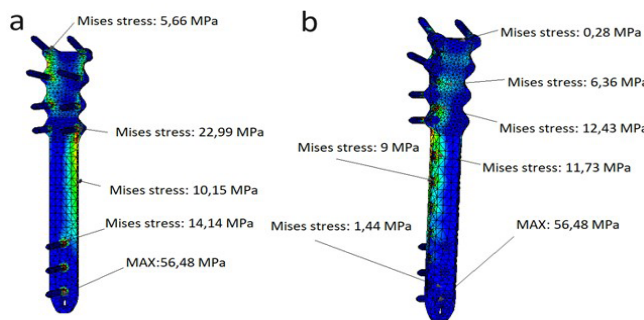 a
Mises stress: 5,66 MPa
Mises stress: 22,99 MPa
Mises stress: 10,15 MPa
Mises stress: 14,14 MPa
MAX:56,48 MPa
b
Mises stress: 0,28 MPa
Mises stress: 6,36 MPa
Mises stress: 12,43 MPa
Mises stress: 9 MPa
Mises stress: 11,73 MPa
Mises stress: 1,44 MPa
MAX: 56,48 MPa